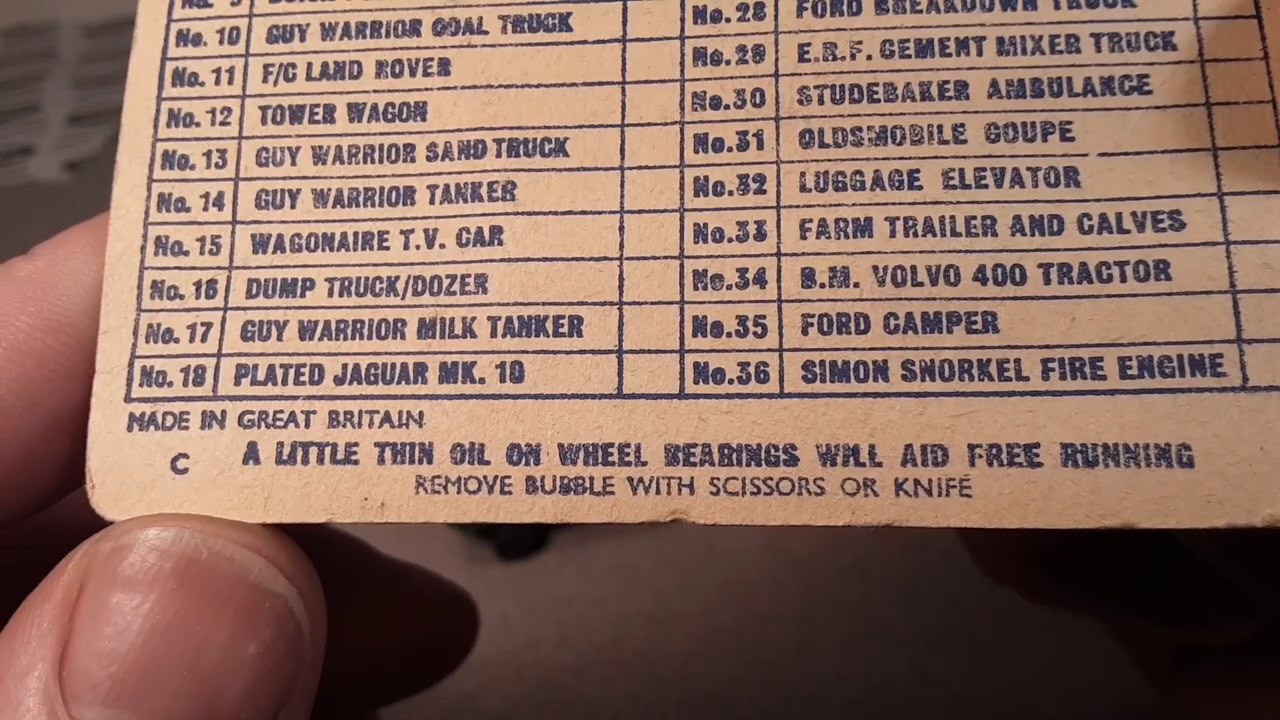 No. 10 GUY WARRIOR COAL TRUCK
No. 11 F/C LAND ROVER
No. 12 TOWER WAGON
No. 13 GUY WARRIOR SAND TRUCK
No. 14 GUY WARRIOR TANKER
No. 15 WAGONAIRE T.V. CAR
No. 16 DUMP TRUCK/DOZER
No. 17 GUY WARRIOR MILK TANKER
No. 18 PLATED JAGUAR MK. 10
No.28 FORD BREAKDOWN TRUCK
No.29 E.R.F. CEMENT MIXER TRUCK
No.30 STUDEBAKER AMBULANCE
No.31 OLDSMOBILE COUPE
No.32 LUGGAGE ELEVATOR
No.33 FARM TRAILER AND CALVES
No.34 B.M. VOLVO 400 TRACTOR
No.35 FORD CAMPER
No.36 SIMON SNORKEL FIRE ENGINE
MADE IN GREAT BRITAIN
C A LITTLE THIN OIL ON WHEEL BEARINGS WILL AID FREE RUNNING
REMOVE BUBBLE WITH SCISSORS OR KNIFE